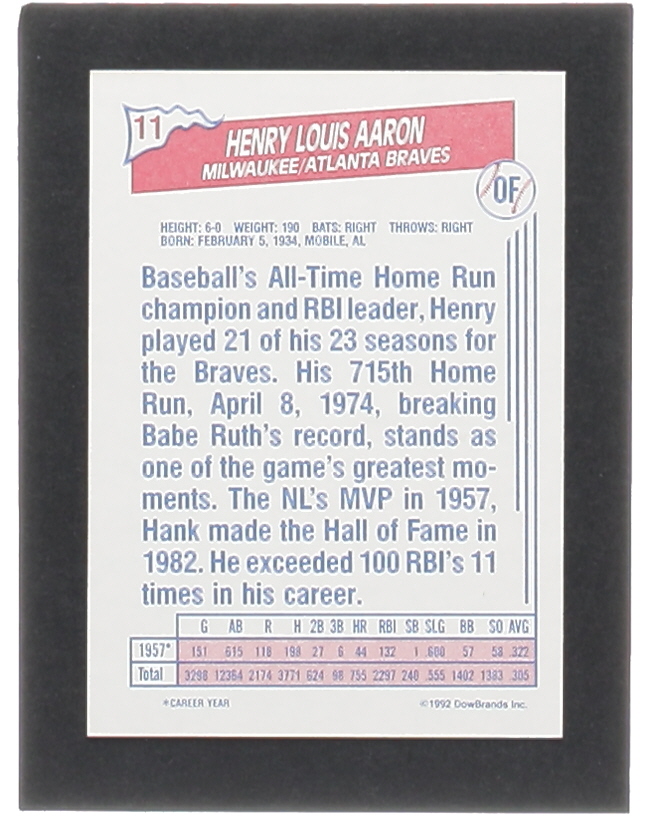 11
HENRY LOUIS AARON
MILWAUKEE/ATLANTA BRAVES
OF
HEIGHT: 6-0 WEIGHT: 190 BATS: RIGHT THROWS: RIGHT
BORN: FEBRUARY 5, 1934, MOBILE, AL
Baseball's All-Time Home Run
champion and RBI leader, Henry
played 21 of his 23 seasons for
the Braves. His 715th Home
Run, April 8, 1974, breaking
Babe Ruth's record, stands as
one of the game's greatest mo-
ments. The NL's MVP in 1957,
Hank made the Hall of Fame in
1982. He exceeded 100 RBI's 11
times in his career.
G AB R H 2B 3B HR RBI SB SLG BB SO AVG
1957* 151 615 118 198 27 6 44 132 1 .600 57 58 .322
Total 3298 12364 2174 3771 624 98 755 2297 240 .555 1402 1383 .305
*CAREER YEAR ©1992 DowBrands Inc.